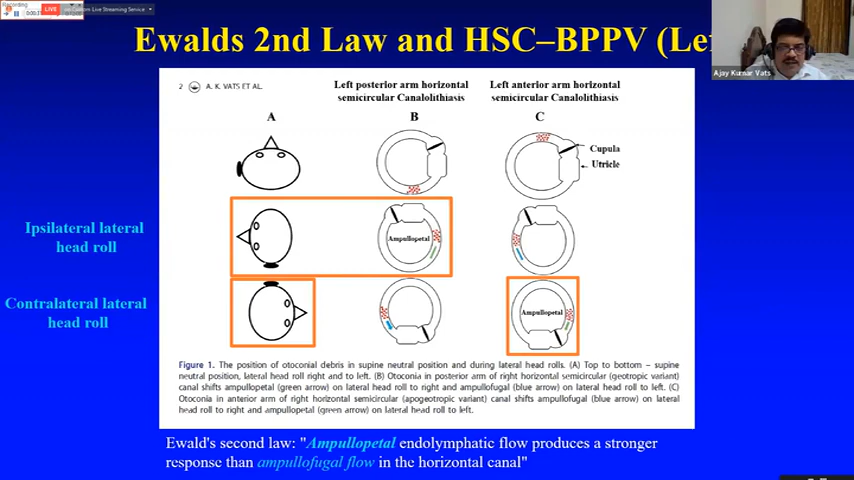 Recording
LIVE
on Custom Live Streaming Service
Ewalds 2nd Law and HSC–BPPV (Le
Ajay Kumar Vats
2 A. K. VATS ET AL.
Left posterior arm horizontal
semicircular Canalolithiasis
Left anterior arm horizontal
semicircular Canalolithiasis
A
B
C
Cupula
Utricle
Ipsilateral lateral
head roll
Ampullopetal
Contralateral lateral
head roll
Ampullopetal
Figure 1. The position of otoconial debris in supine neutral position and during lateral head rolls. (A) Top to bottom – supine
neutral position, lateral head roll right and to left. (B) Otoconia in posterior arm of right horizontal semicircular (geotropic variant)
canal shifts ampullopetal (green arrow) on lateral head roll to right and ampullofugal (blue arrow) on lateral head roll to left. (C)
Otoconia in anterior arm of right horizontal semicircular (apogeotropic variant) canal shifts ampullofugal (blue arrow) on lateral
head roll to right and ampullopetal (green arrow) on lateral head roll to left.
Ewald's second law: "Ampullopetal endolymphatic flow produces a stronger
response than ampullofugal flow in the horizontal canal"